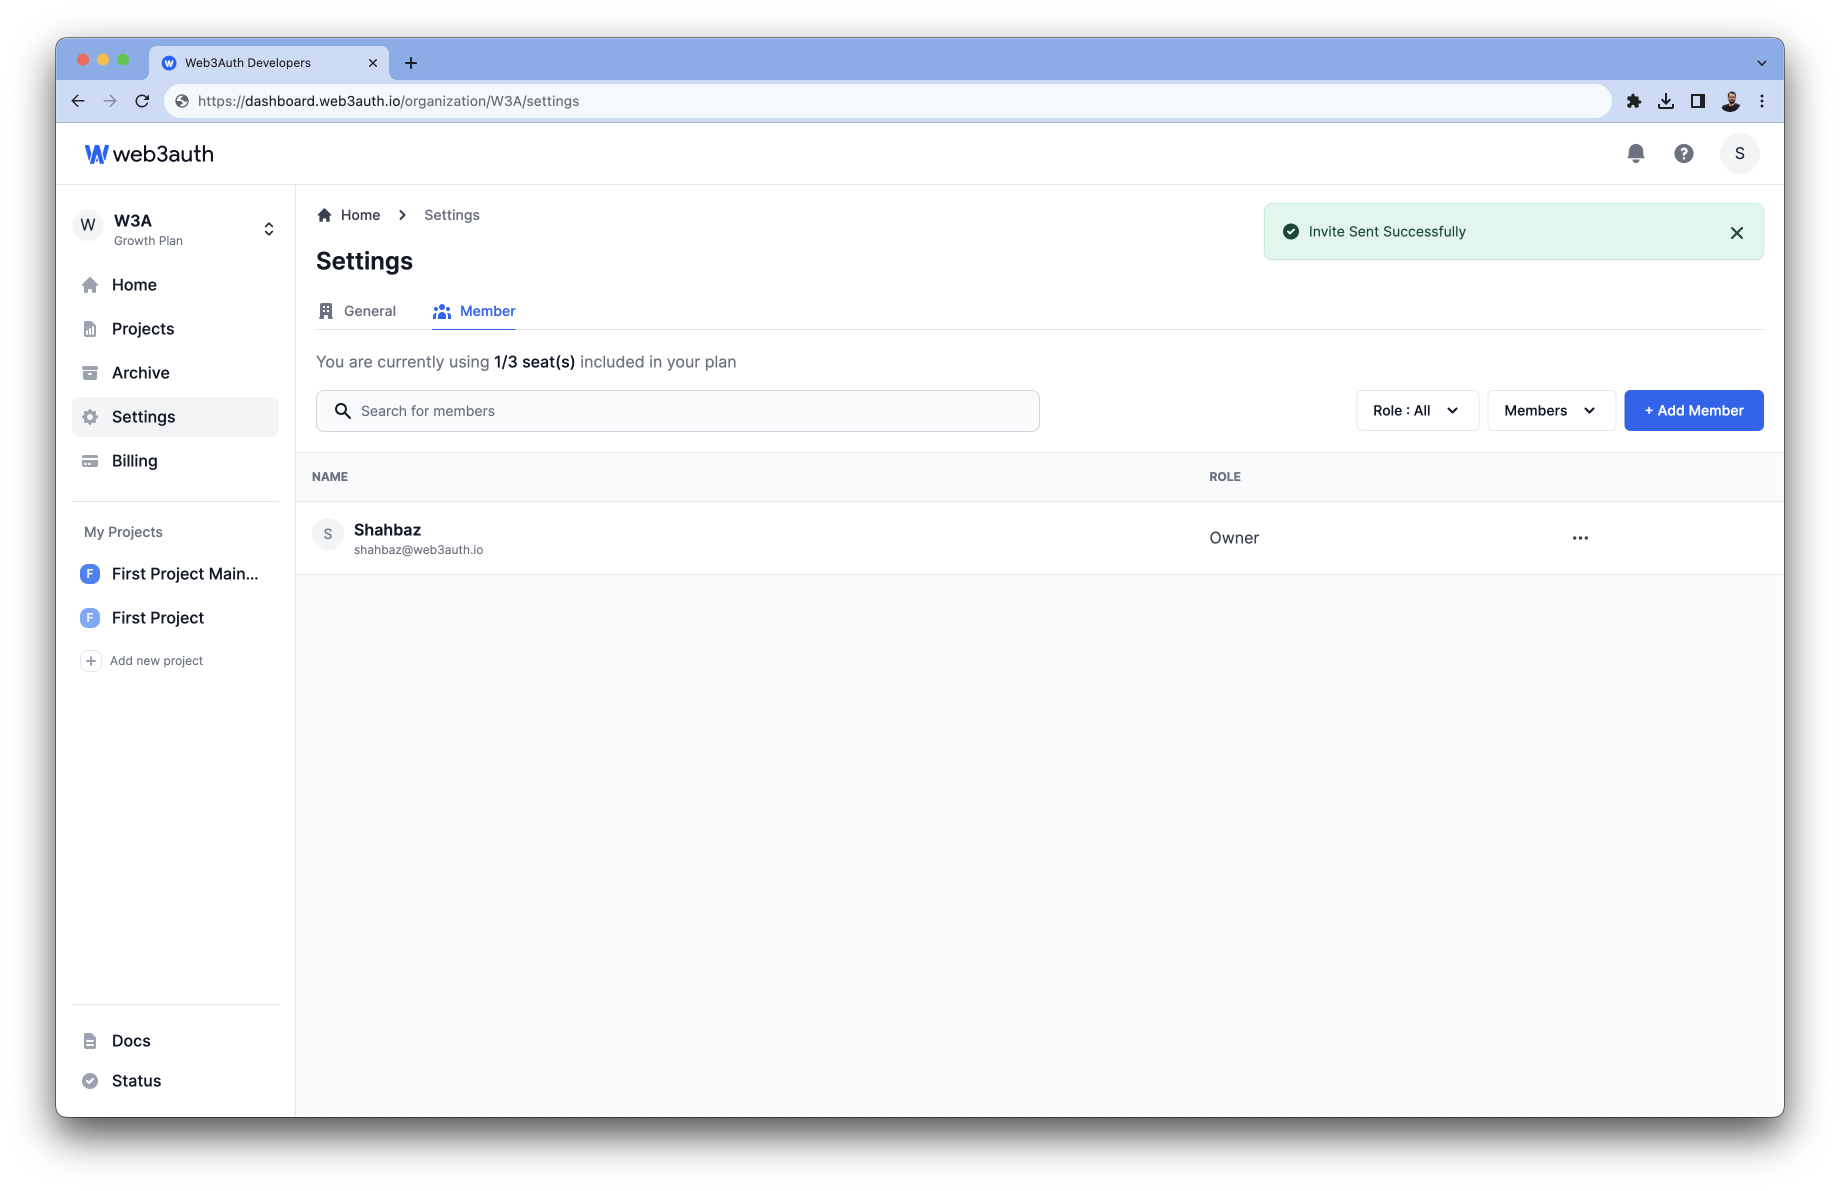 Web3Auth Developers
https://dashboard.web3auth.io/organization/W3A/settings
web3auth
S
W
W3A
Growth Plan
Home
Projects
Archive
Settings
Billing
My Projects
F First Project Main...
F First Project
+ Add new project
Docs
Status
Home > Settings
Invite Sent Successfully
Settings
General Member
You are currently using 1/3 seat(s) included in your plan
Search for members
Role : All
Members
+ Add Member
NAME ROLE
S
Shahbaz
shahbaz@web3auth.io
Owner